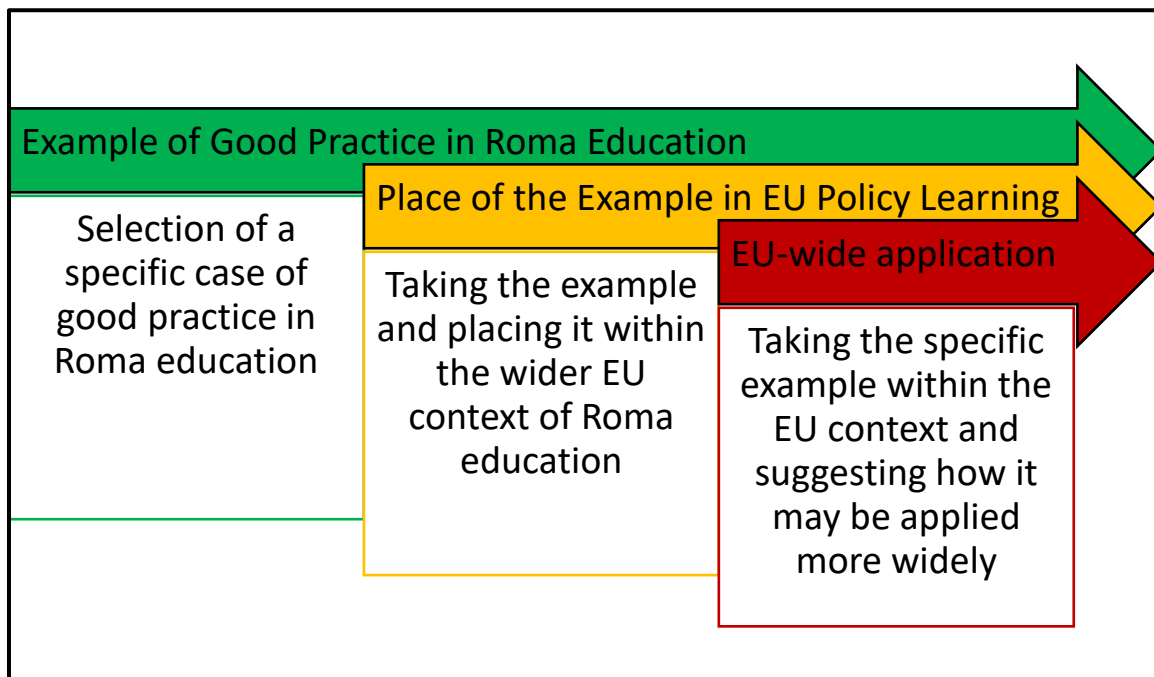 Example of Good Practice in Roma Education
Selection of a
specific case of
good practice in
Roma education
Place of the Example in EU Policy Learning
Taking the example
and placing it within
the wider EU
context of Roma
education
EU-wide application
Taking the specific
example within the
EU context and
suggesting how it
may be applied
more widely